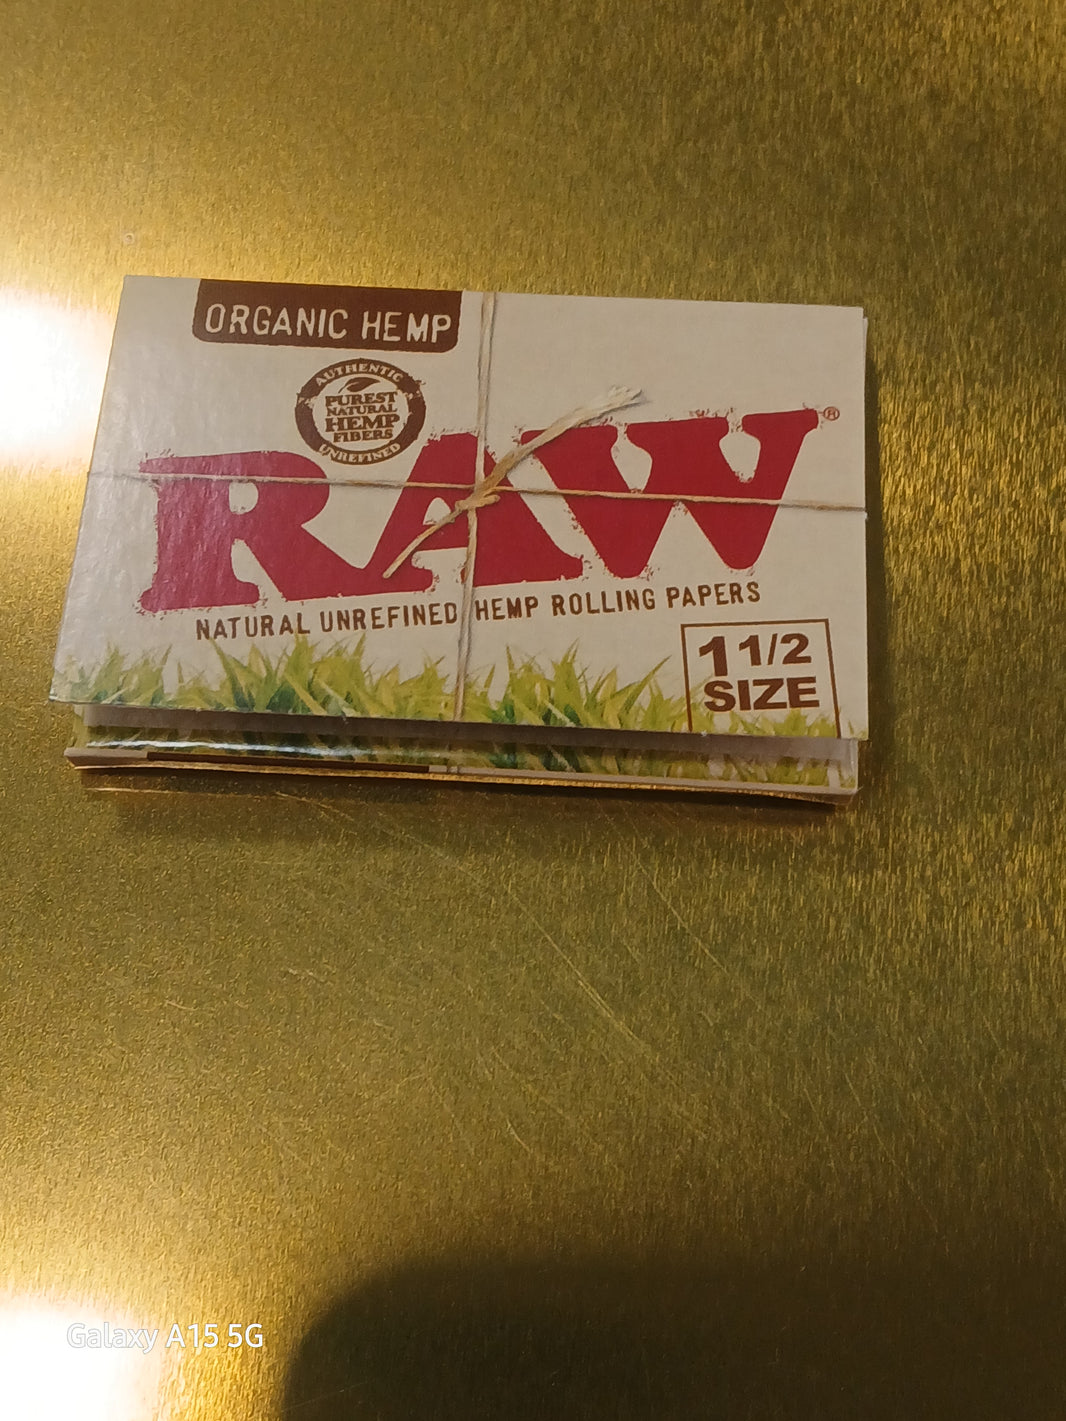 ORGANIC HEMP
AUTHENTIC
PUREST
NATURAL
HEMP
FIBERS
UNREFINED
RAW®
NATURAL UNREFINED HEMP ROLLING PAPERS
1 1/2
SIZE
Galaxy A15 5G